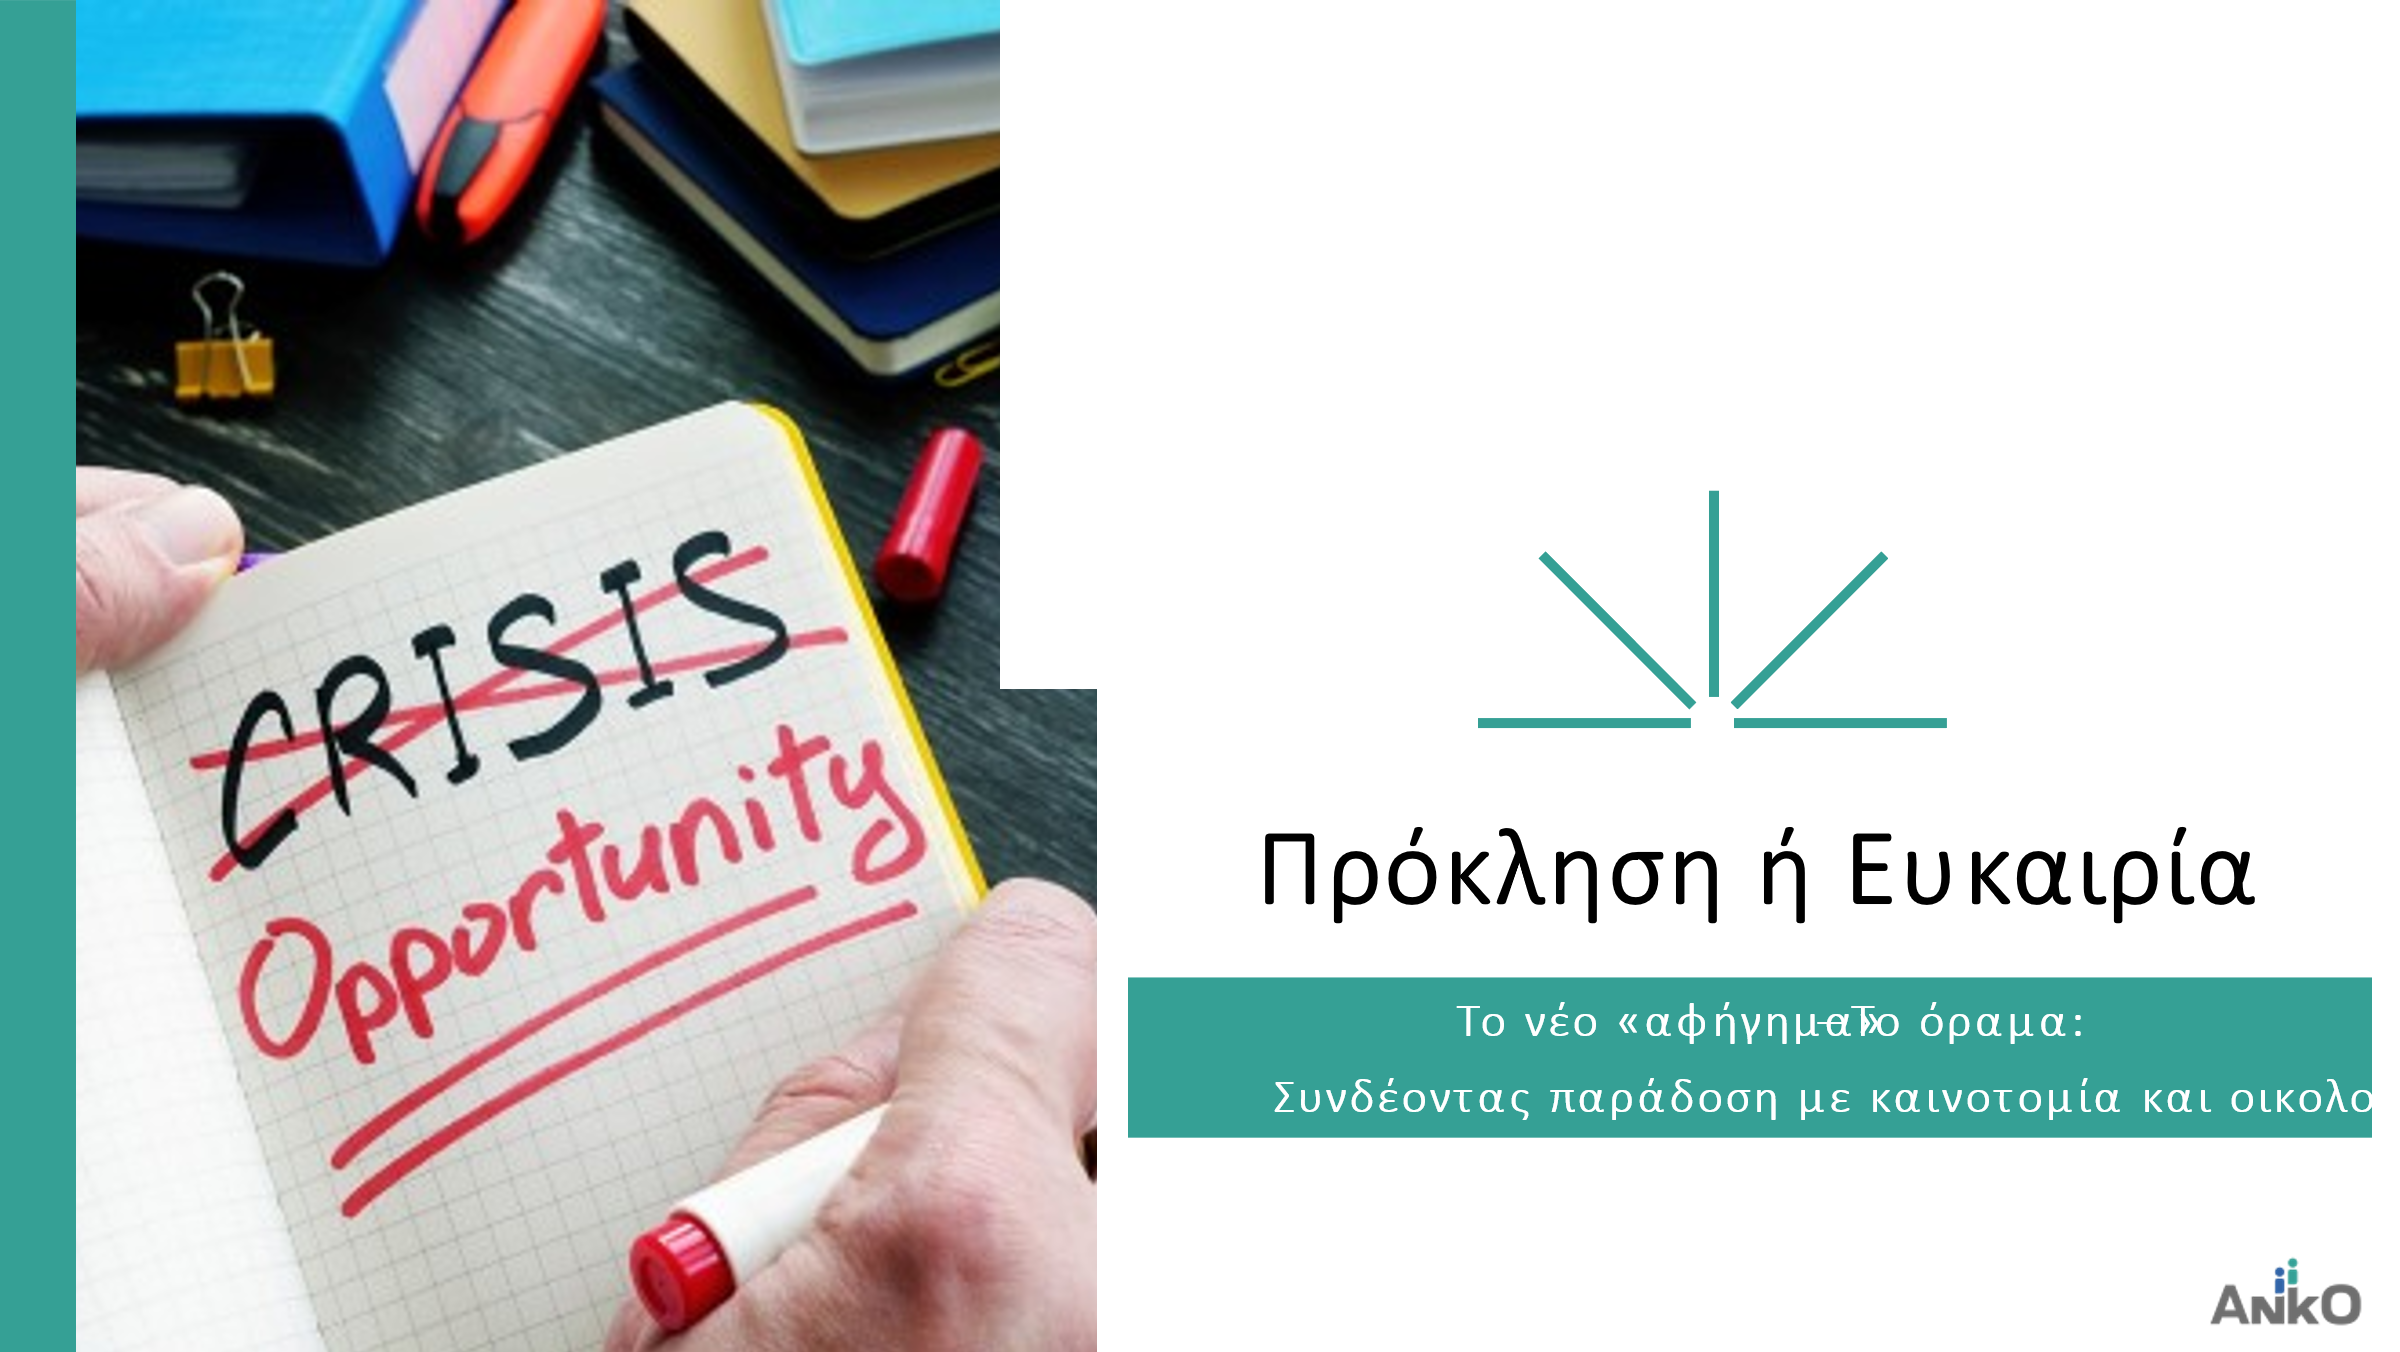 CRISIS
Opportunity
Πρόκληση ή Ευκαιρία
Το νέο «αφήγημα» – Το όραμα:
Συνδέοντας παράδοση με καινοτομία και οικολο
ANKO